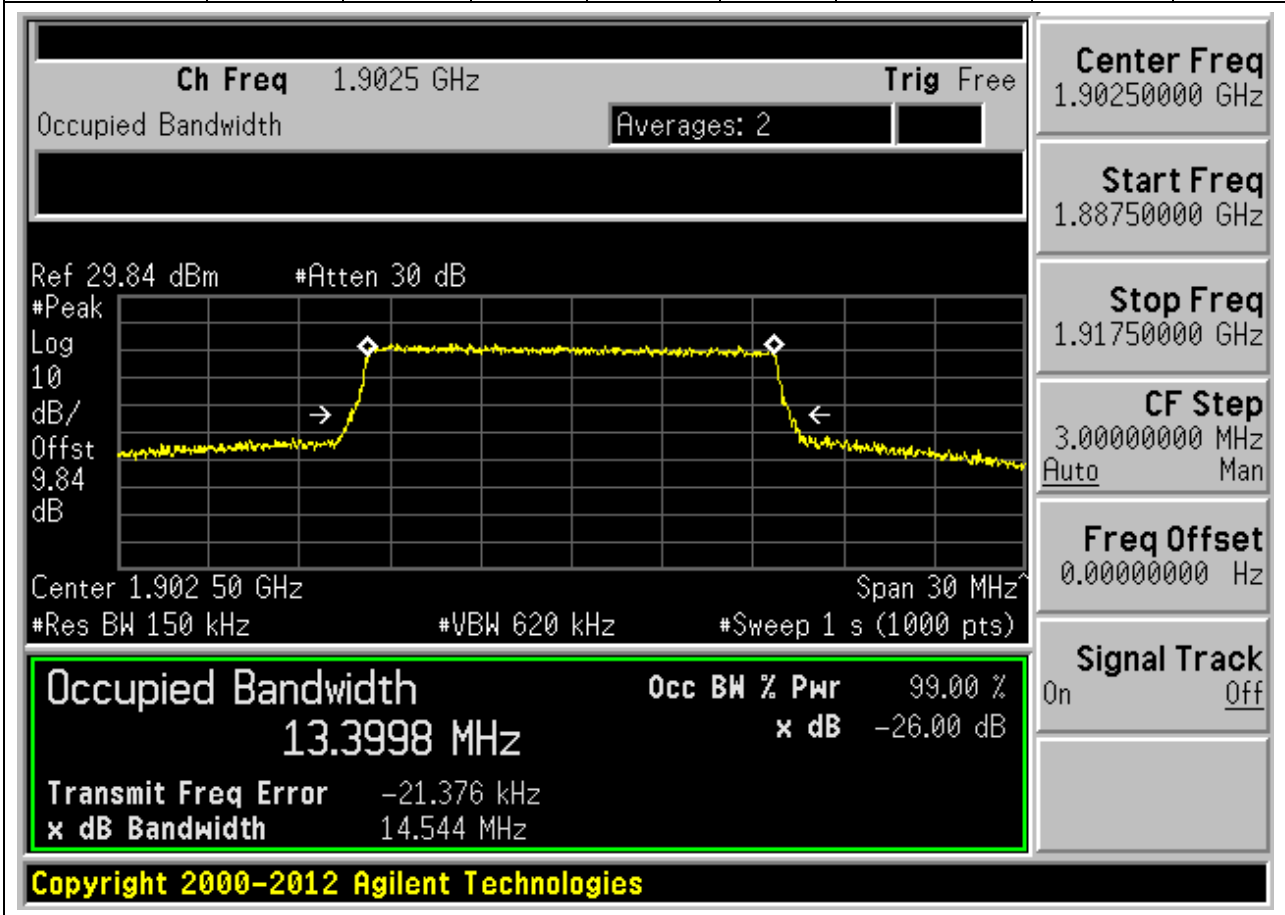 Ch Freq 1.9025 GHz Trig Free
Occupied Bandwidth Averages: 2
Ref 29.84 dBm #Atten 30 dB
#Peak
Log
10
dB/
Offst
9.84
dB
Center 1.902 50 GHz Span 30 MHz^
#Res BW 150 kHz #VBW 620 kHz #Sweep 1 s (1000 pts)
Occupied Bandwidth Occ BW % Pwr 99.00 %
13.3998 MHz x dB -26.00 dB
Transmit Freq Error -21.376 kHz
x dB Bandwidth 14.544 MHz
Center Freq
1.90250000 GHz
Start Freq
1.88750000 GHz
Stop Freq
1.91750000 GHz
CF Step
3.00000000 MHz
Auto Man
Freq Offset
0.00000000 Hz
Signal Track
On Off
Copyright 2000-2012 Agilent Technologies